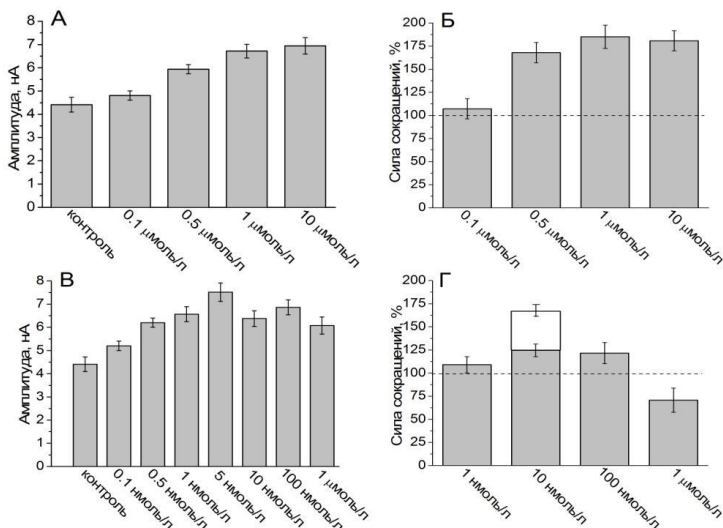 А
Амплитуда, нА
8
7
6
5
4
3
2
1
0
контроль
0.1 μмоль/л
0.5 μмоль/л
1 μмоль/л
10 μмоль/л
Б
Сила сокращений, %
200
175
150
125
100
75
50
25
0
0.1 μмоль/л
0.5 μмоль/л
1 μмоль/л
10 μмоль/л
В
Амплитуда, нА
8
7
6
5
4
3
2
1
0
контроль
0.1 нмоль/л
0.5 нмоль/л
1 нмоль/л
5 нмоль/л
10 нмоль/л
100 нмоль/л
1 μмоль/л
Г
Сила сокращений, %
200
175
150
125
100
75
50
25
0
1 нмоль/л
10 нмоль/л
100 нмоль/л
1 μмоль/л